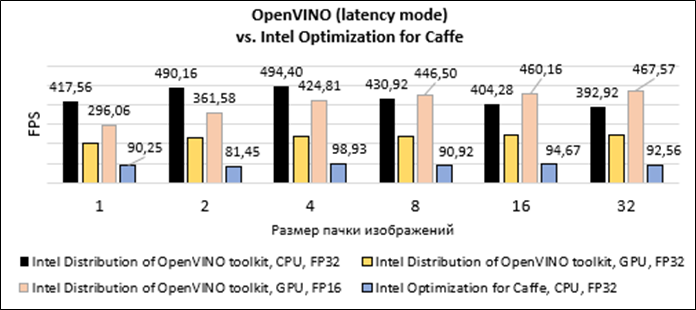 OpenVINO (latency mode)
vs. Intel Optimization for Caffe
417,56 296,06 90,25
490,16 361,58 81,45
494,40 424,81 98,93
430,92 446,50 90,92
404,28 460,16 94,67
392,92 467,57 92,56
FPS
1 2 4 8 16 32
Размер пачки изображений
Intel Distribution of OpenVINO toolkit, CPU, FP32
Intel Distribution of OpenVINO toolkit, GPU, FP32
Intel Distribution of OpenVINO toolkit, GPU, FP16
Intel Optimization for Caffe, CPU, FP32